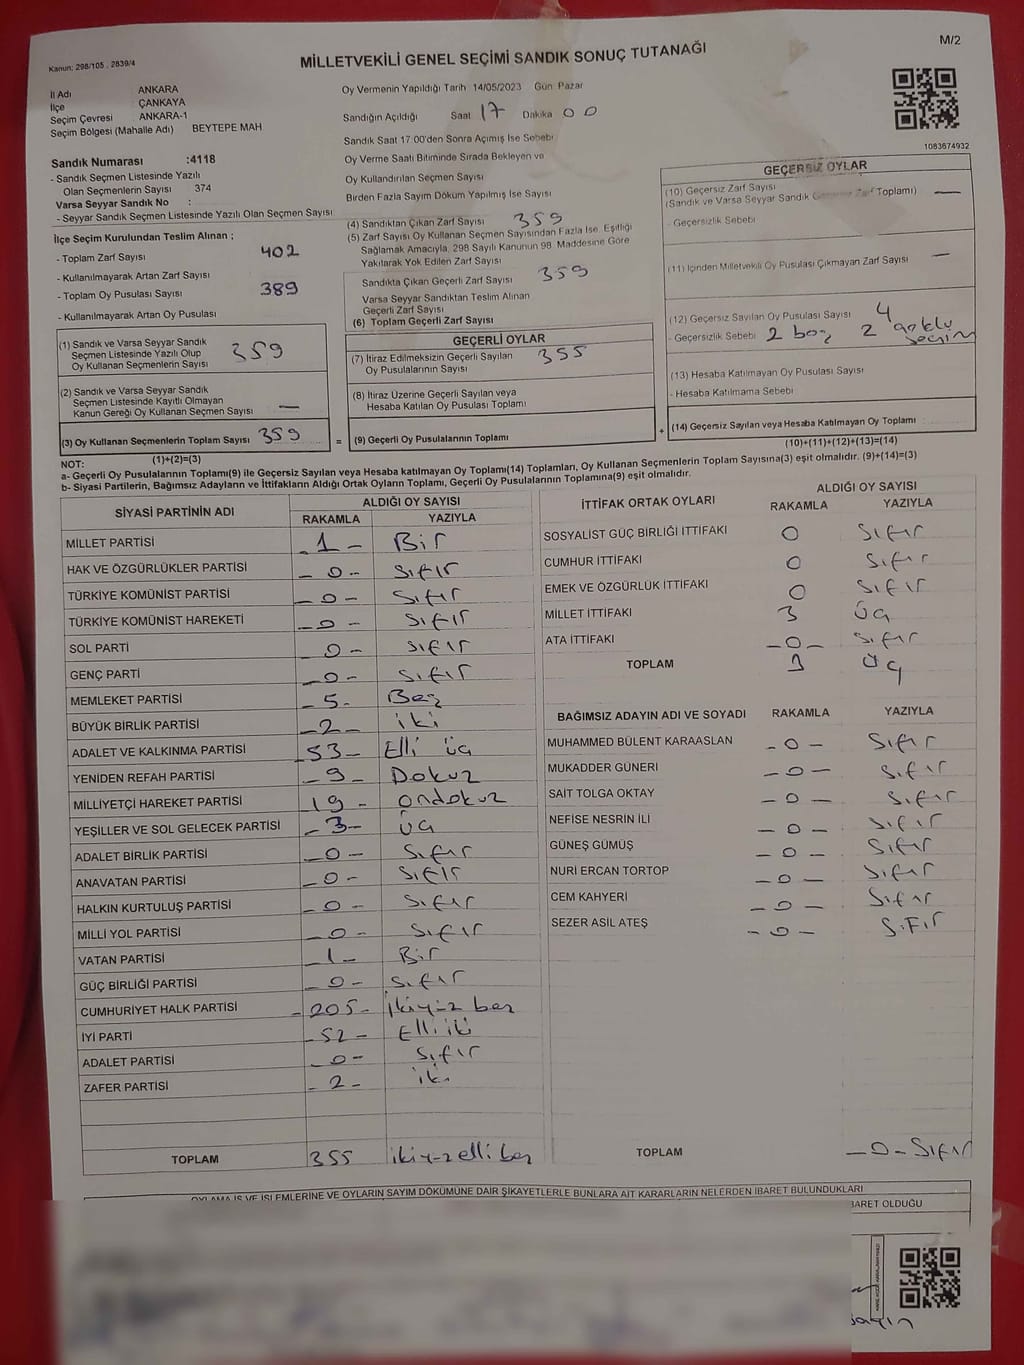 M/2
Kanun: 298/105 , 2839/4
MİLLETVEKİLİ GENEL SEÇİMİ SANDIK SONUÇ TUTANAĞI
İl Adı ANKARA
İlçe ÇANKAYA
Seçim Çevresi ANKARA-1
Seçim Bölgesi (Mahalle Adı) BEYTEPE MAH
Sandık Numarası :4118
- Sandık Seçmen Listesinde Yazılı
Olan Seçmenlerin Sayısı 374
Varsa Seyyar Sandık No :
- Seyyar Sandık Seçmen Listesinde Yazılı Olan Seçmen Sayısı
İlçe Seçim Kurulundan Teslim Alınan ;
- Toplam Zarf Sayısı 402
- Kullanılmayarak Artan Zarf Sayısı
- Toplam Oy Pusulası Sayısı 389
- Kullanılmayarak Artan Oy Pusulası
(1) Sandık ve Varsa Seyyar Sandık
Seçmen Listesinde Yazılı Olup
Oy Kullanan Seçmenlerin Sayısı 359
(2) Sandık ve Varsa Seyyar Sandık
Seçmen Listesinde Kayıtlı Olmayan
Kanun Gereği Oy Kullanan Seçmen Sayısı —
(3) Oy Kullanan Seçmenlerin Toplam Sayısı 359
(1)+(2)=(3)
Oy Vermenin Yapıldığı Tarih 14/05/2023 Gün Pazar
Sandığın Açıldığı Saat 17 Dakika 00
Sandık Saat 17:00'den Sonra Açılmış İse Sebebi
Oy Verme Saati Bitiminde Sırada Bekleyen ve
Oy Kullandırılan Seçmen Sayısı
Birden Fazla Sayım Döküm Yapılmış İse Sayısı
(4) Sandıktan Çıkan Zarf Sayısı 359
(5) Zarf Sayısı Oy Kullanan Seçmen Sayısından Fazla İse, Eşitliği
Sağlamak Amacıyla, 298 Sayılı Kanunun 98. Maddesine Göre
Yakılarak Yok Edilen Zarf Sayısı
Sandıkta Çıkan Geçerli Zarf Sayısı 359
Varsa Seyyar Sandıktan Teslim Alınan
Geçerli Zarf Sayısı
(6) Toplam Geçerli Zarf Sayısı
GEÇERLİ OYLAR
(7) İtiraz Edilmeksizin Geçerli Sayılan
Oy Pusulalarının Sayısı 355
(8) İtiraz Üzerine Geçerli Sayılan veya
Hesaba Katılan Oy Pusulası Toplamı
= (9) Geçerli Oy Pusulalarının Toplamı +
1083674932
GEÇERSİZ OYLAR
(10) Geçersiz Zarf Sayısı
(Sandık ve Varsa Seyyar Sandık Geçersiz Zarf Toplamı) —
- Geçersizlik Sebebi
(11) İçinden Milletvekili Oy Pusulası Çıkmayan Zarf Sayısı —
(12) Geçersiz Sayılan Oy Pusulası Sayısı 4
- Geçersizlik Sebebi 2 boş 2 çoklu
seçim
(13) Hesaba Katılmayan Oy Pusulası Sayısı
- Hesaba Katılmama Sebebi
(14) Geçersiz Sayılan veya Hesaba Katılmayan Oy Toplamı :
(10)+(11)+(12)+(13)=(14)
NOT:
a- Geçerli Oy Pusulalarının Toplamı(9) ile Geçersiz Sayılan veya Hesaba katılmayan Oy Toplamı(14) Toplamları, Oy Kullanan Seçmenlerin Toplam Sayısına(3) eşit olmalıdır. (9)+(14)=(3)
b- Siyasi Partilerin, Bağımsız Adayların ve İttifakların Aldığı Ortak Oyların Toplamı, Geçerli Oy Pusulalarının Toplamına(9) eşit olmalıdır.
SİYASİ PARTİNİN ADI ALDIĞI OY SAYISI
RAKAMLA YAZIYLA
MİLLET PARTİSİ - 1 - Bir
HAK VE ÖZGÜRLÜKLER PARTİSİ - 0 - Sıfır
TÜRKİYE KOMÜNİST PARTİSİ - 0 - Sıfır
TÜRKİYE KOMÜNİST HAREKETİ - 0 - Sıfır
SOL PARTİ 0 - Sıfır
GENÇ PARTİ - 0 - Sıfır
MEMLEKET PARTİSİ - 5 - Beş
BÜYÜK BİRLİK PARTİSİ - 2 - iki
ADALET VE KALKINMA PARTİSİ - 53 - Elli üç
YENİDEN REFAH PARTİSİ - 9 - Dokuz
MİLLİYETÇİ HAREKET PARTİSİ 19 - ondokuz
YEŞİLLER VE SOL GELECEK PARTİSİ - 3 - üç
ADALET BİRLİK PARTİSİ - 0 - Sıfır
ANAVATAN PARTİSİ - 0 - Sıfır
HALKIN KURTULUŞ PARTİSİ - 0 - Sıfır
MİLLİ YOL PARTİSİ - 0 - Sıfır
VATAN PARTİSİ - 1 - Bir
GÜÇ BİRLİĞİ PARTİSİ - 0 - Sıfır
CUMHURİYET HALK PARTİSİ - 205 - ikiyüz beş
İYİ PARTİ - 52 - Elli iki
ADALET PARTİSİ - 0 - Sıfır
ZAFER PARTİSİ - 2 - iki
TOPLAM 355 ikiyüzelli beş
İTTİFAK ORTAK OYLARI ALDIĞI OY SAYISI
RAKAMLA YAZIYLA
SOSYALİST GÜÇ BİRLİĞİ İTTİFAKI 0 Sıfır
CUMHUR İTTİFAKI 0 Sıfır
EMEK VE ÖZGÜRLÜK İTTİFAKI 0 Sıfır
MİLLET İTTİFAKI 3 üç
ATA İTTİFAKI - 0 - Sıfır
TOPLAM 3 üç
BAĞIMSIZ ADAYIN ADI VE SOYADI RAKAMLA YAZIYLA
MUHAMMED BÜLENT KARAASLAN - 0 - Sıfır
MUKADDER GÜNERİ - 0 - Sıfır
SAİT TOLGA OKTAY - 0 - Sıfır
NEFİSE NESRİN İLİ - 0 - Sıfır
GÜNEŞ GÜMÜŞ - 0 - Sıfır
NURİ ERCAN TORTOP - 0 - Sıfır
CEM KAHYERİ - 0 - Sıfır
SEZER ASİL ATEŞ - 0 - Sıfır
TOPLAM - 0 - Sıfır
OYLAMA İŞ VE İŞLEMLERİNE VE OYLARIN SAYIM DÖKÜMÜNE DAİR ŞİKAYETLERLE BUNLARA AİT KARARLARIN NELERDEN İBARET BULUNDUKLARI
BARET OLDUĞU